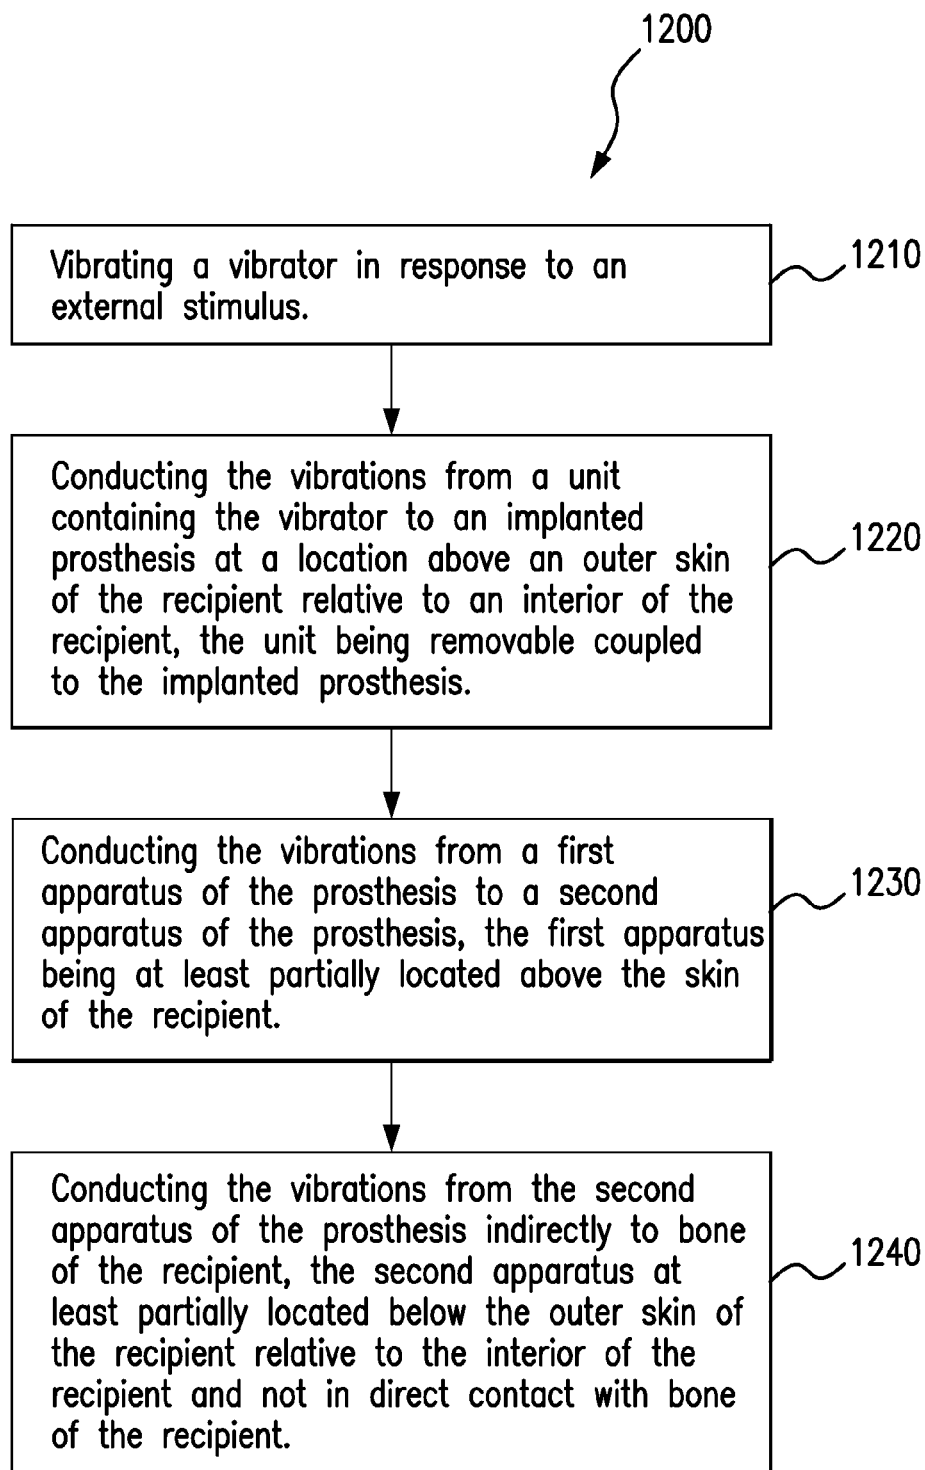 1200
Vibrating a vibrator in response to an
external stimulus.
1210
Conducting the vibrations from a unit
containing the vibrator to an implanted
prosthesis at a location above an outer skin
of the recipient relative to an interior of the
recipient, the unit being removable coupled
to the implanted prosthesis.
1220
Conducting the vibrations from a first
apparatus of the prosthesis to a second
apparatus of the prosthesis, the first apparatus
being at least partially located above the skin
of the recipient.
1230
Conducting the vibrations from the second
apparatus of the prosthesis indirectly to bone
of the recipient, the second apparatus at
least partially located below the outer skin of
the recipient relative to the interior of the
recipient and not in direct contact with bone
of the recipient.
1240